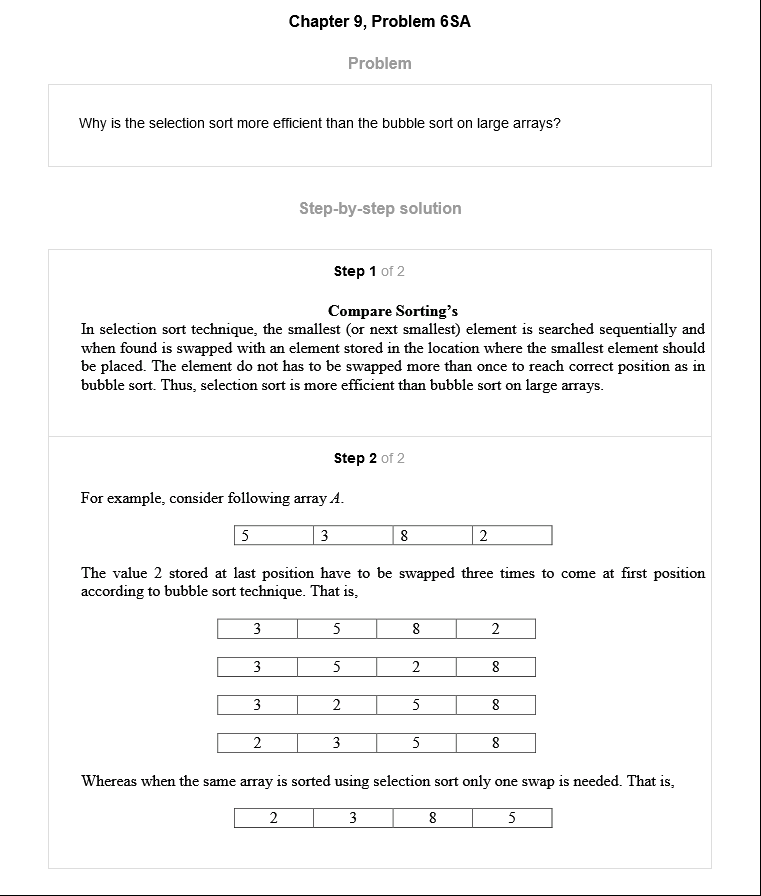 Chapter 9, Problem 6SA
Problem
Why is the selection sort more efficient than the bubble sort on large arrays?
Step-by-step solution
Step 1 of 2
Compare Sorting's
In selection sort technique, the smallest (or next smallest) element is searched sequentially and
when found is swapped with an element stored in the location where the smallest element should
be placed. The element do not has to be swapped more than once to reach correct position as in
bubble sort. Thus, selection sort is more efficient than bubble sort on large arrays.
Step 2 of 2
For example, consider following array A.
5 3 8 2
The value 2 stored at last position have to be swapped three times to come at first position
according to bubble sort technique. That is,
3 5 8 2
3 5 2 8
3 2 5 8
2 3 5 8
Whereas when the same array is sorted using selection sort only one swap is needed. That is,
2 3 8 5